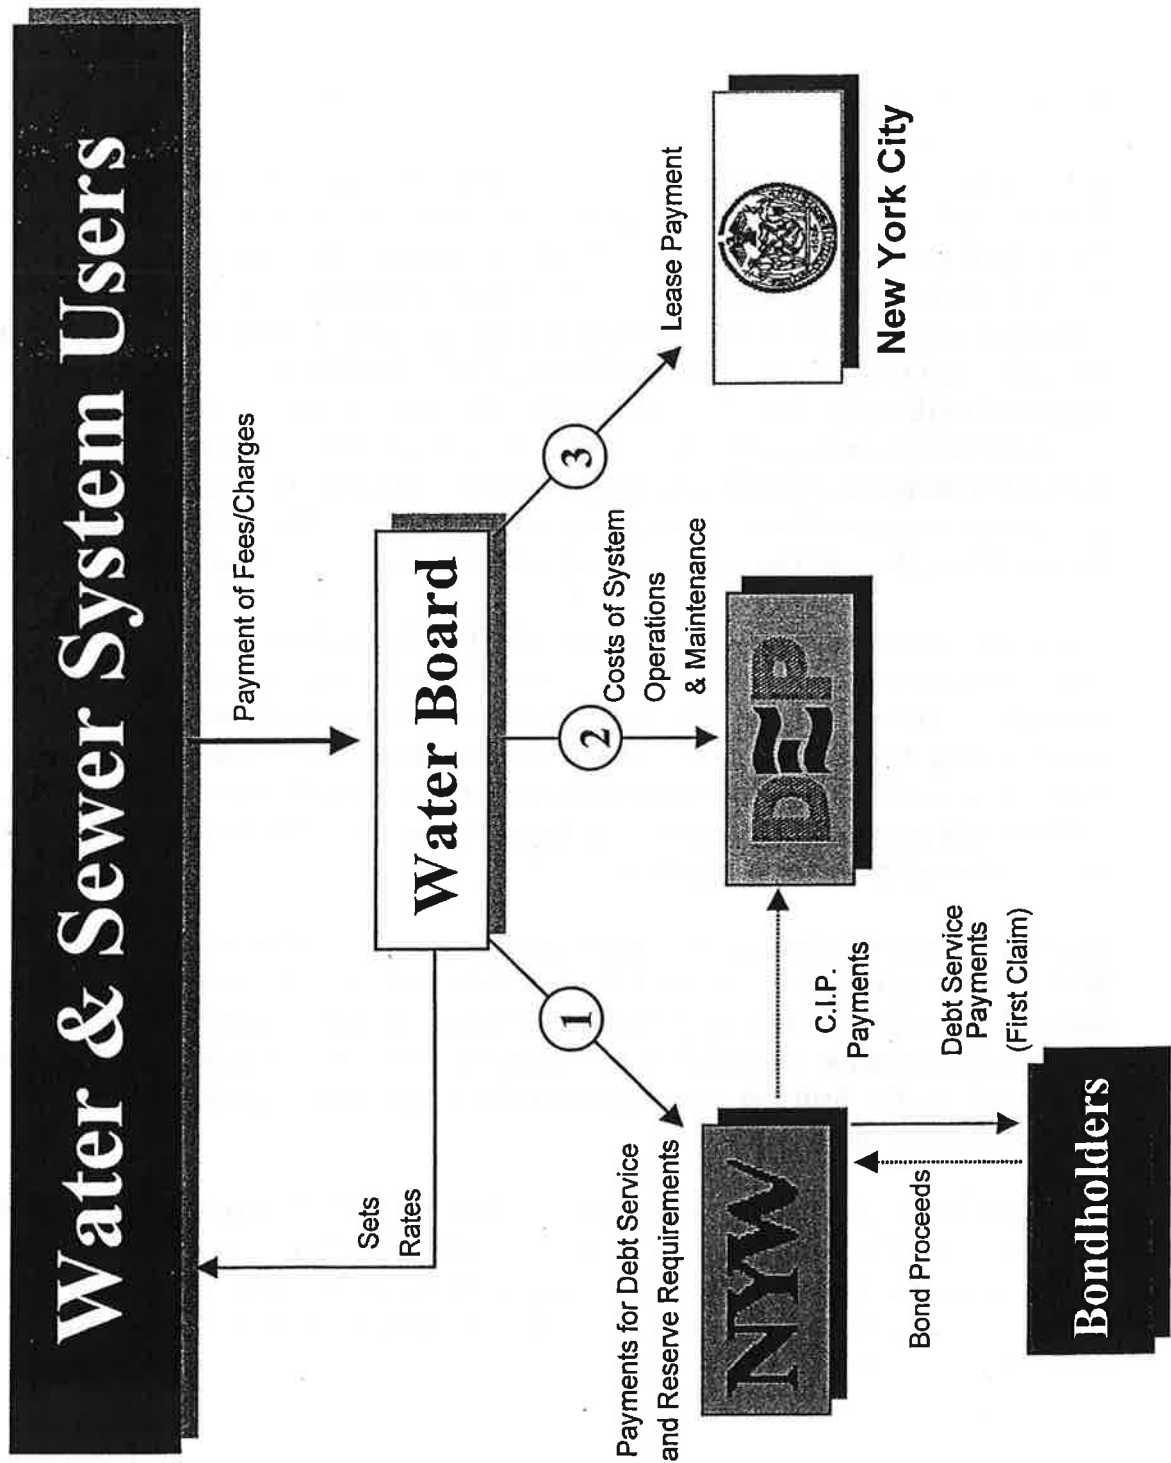 Water & Sewer System Users
Payment of Fees/Charges
Sets
Rates
Water Board
1
2
3
Payments for Debt Service
and Reserve Requirements
Costs of System
Operations
& Maintenance
Lease Payment
NYW
C.I.P.
Payments
DEP
New York City
Bond Proceeds
Debt Service
Payments
(First Claim)
Bondholders